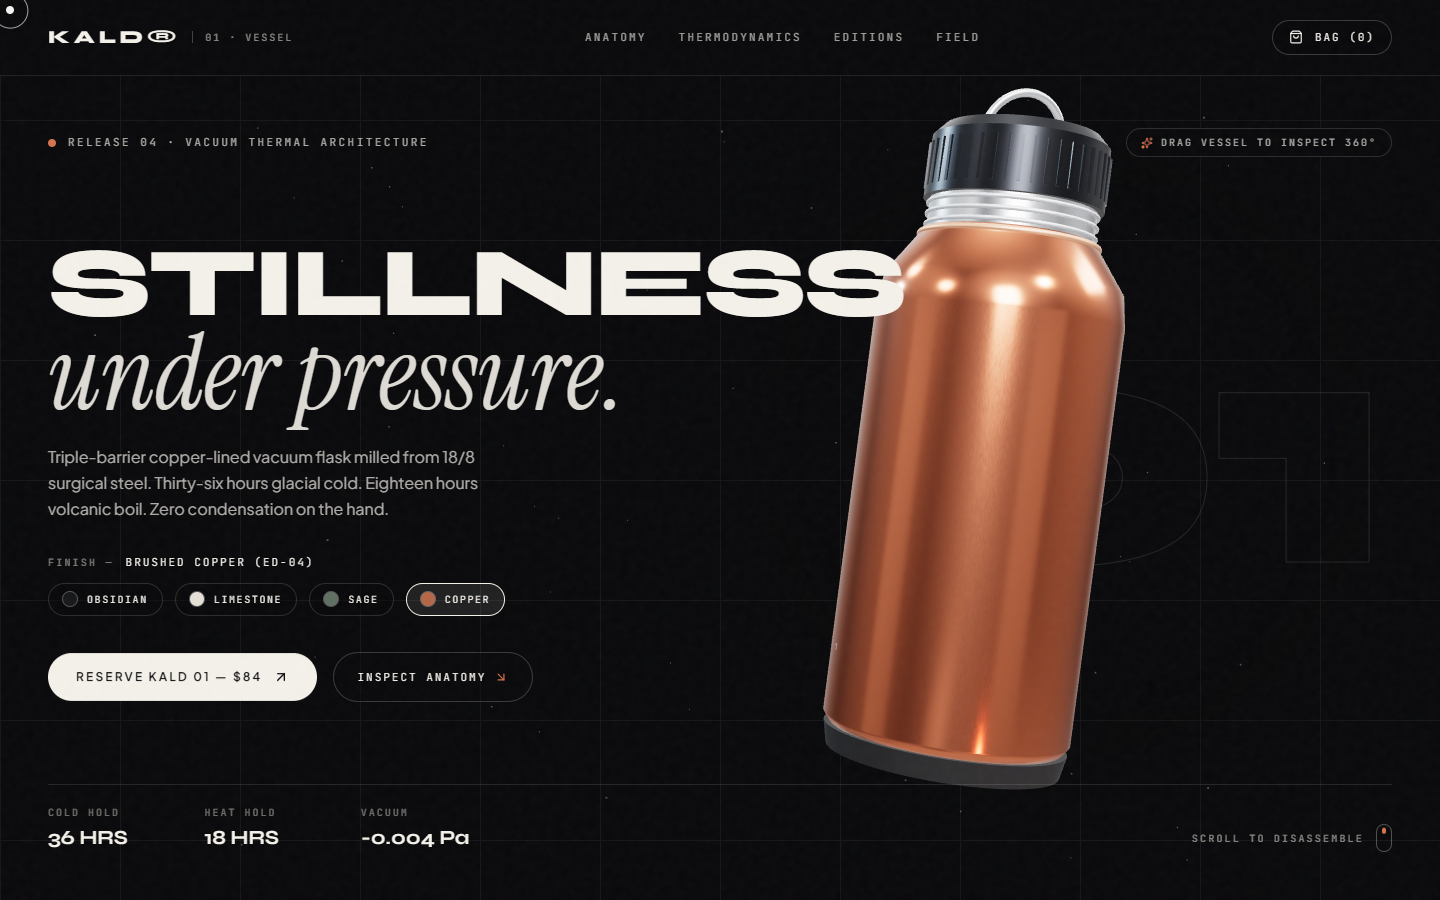 KALD®
01 · VESSEL
ANATOMY THERMODYNAMICS EDITIONS FIELD
BAG (0)
RELEASE 04 · VACUUM THERMAL ARCHITECTURE
DRAG VESSEL TO INSPECT 360°
STILLNESS
under pressure.
Triple-barrier copper-lined vacuum flask milled from 18/8
surgical steel. Thirty-six hours glacial cold. Eighteen hours
volcanic boil. Zero condensation on the hand.
FINISH — BRUSHED COPPER (ED-04)
OBSIDIAN LIMESTONE SAGE COPPER
RESERVE KALD 01 — $84
INSPECT ANATOMY
COLD HOLD HEAT HOLD VACUUM
36 HRS 18 HRS -0.004 Pa
SCROLL TO DISASSEMBLE